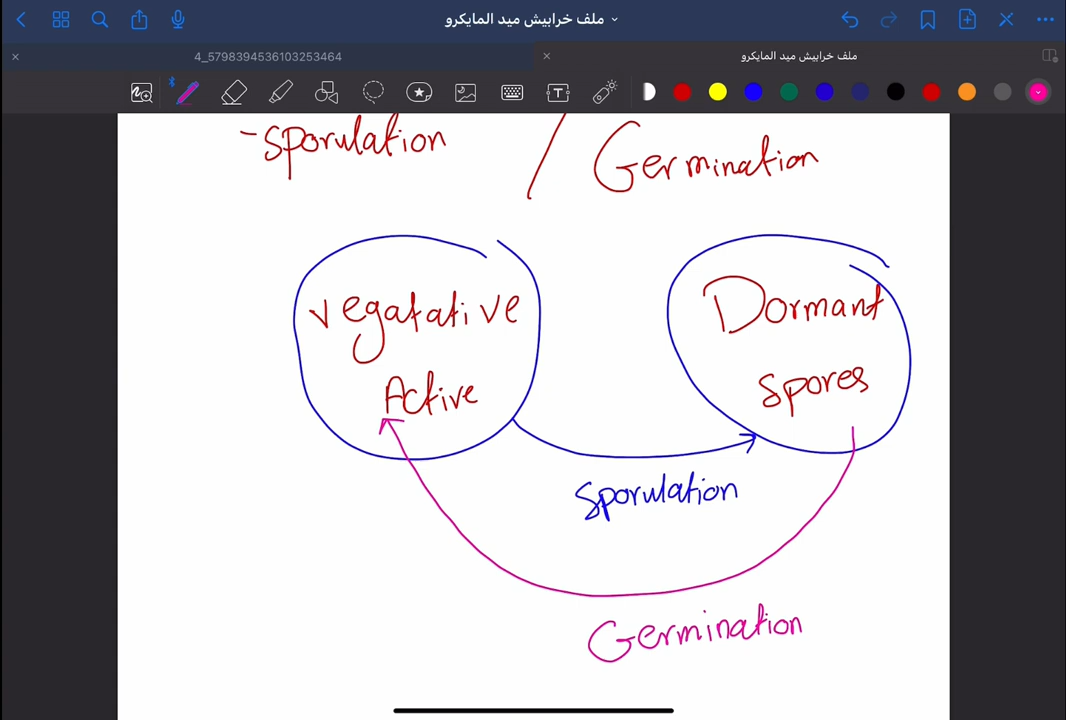 ملف خرابيش ميد المايكرو
4_5798394536103253464
ملف خرابيش ميد المايكرو
-Sporulation / Germination
Vegatative
Active
Dormant
Spores
Sporulation
Germination